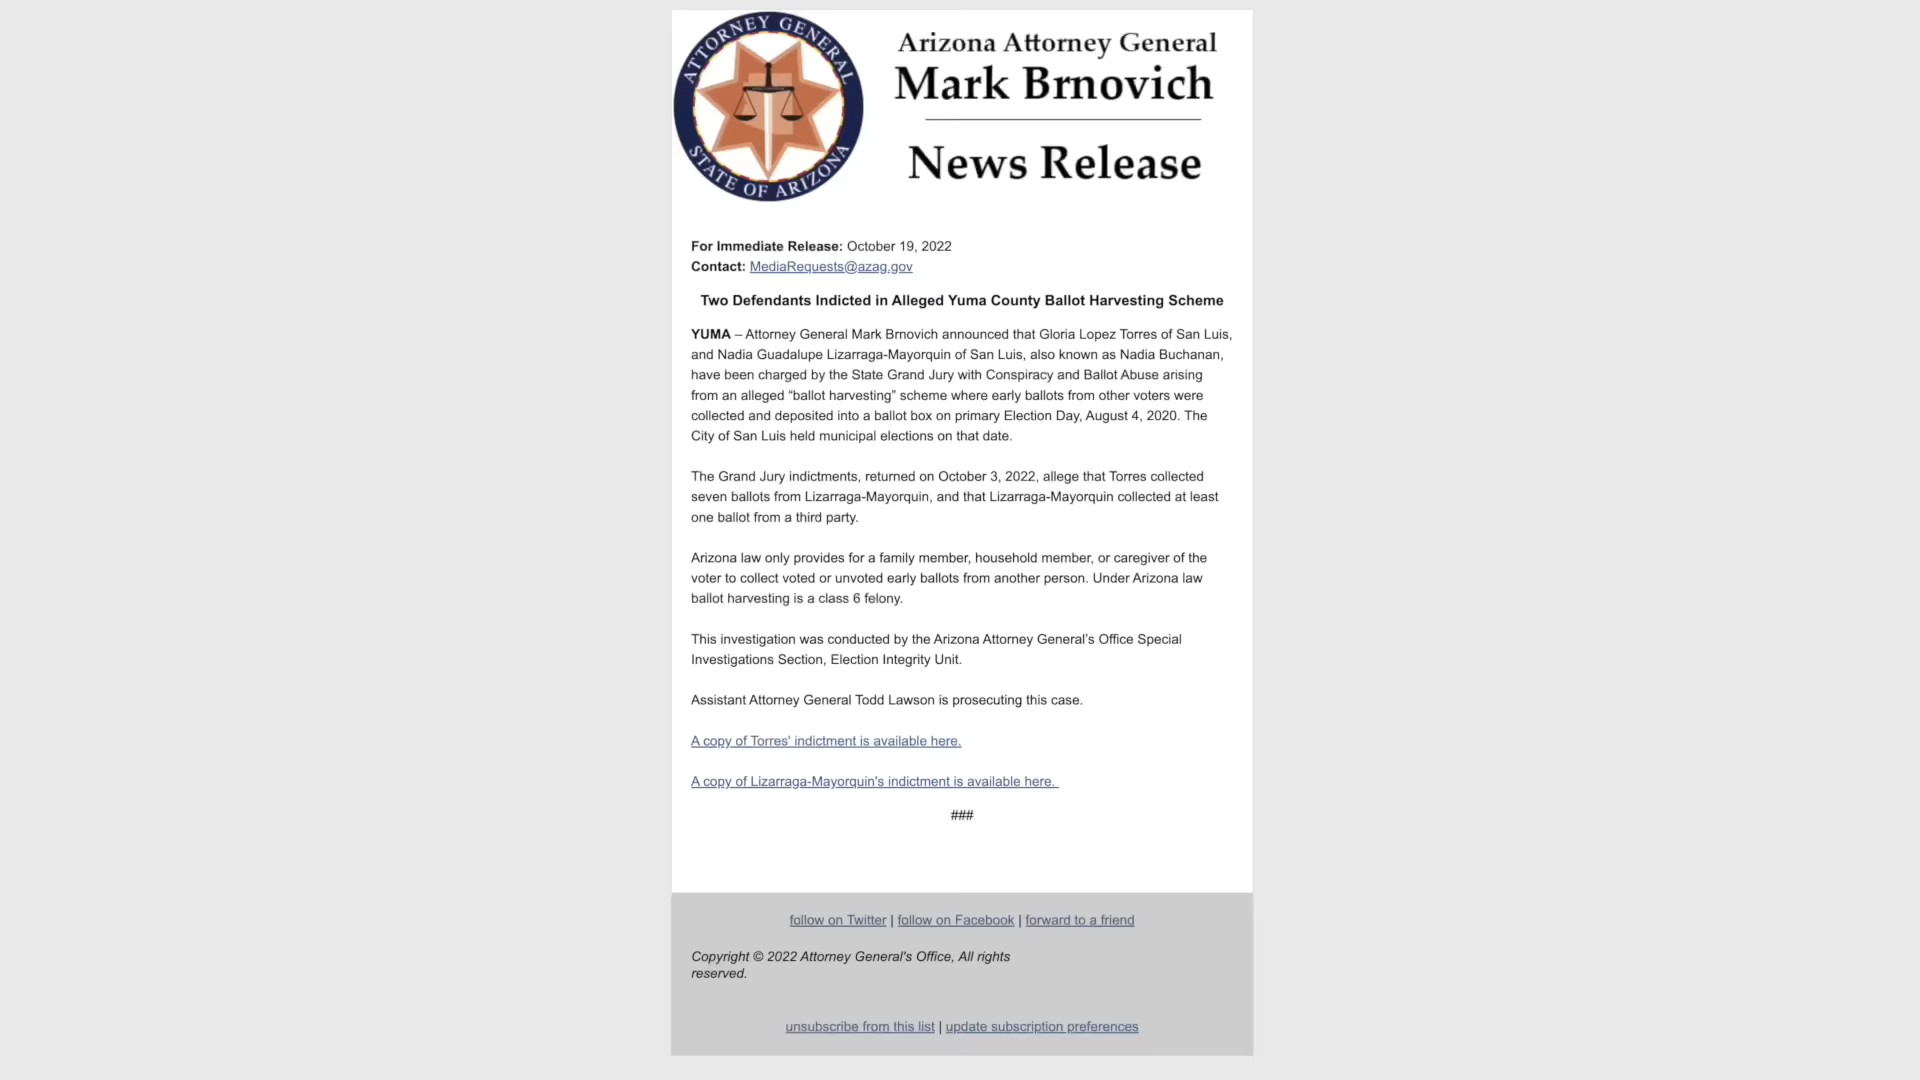 ATTORNEY GENERAL
STATE OF ARIZONA
Arizona Attorney General
Mark Brnovich
News Release
For Immediate Release: October 19, 2022
Contact: MediaRequests@azag.gov
Two Defendants Indicted in Alleged Yuma County Ballot Harvesting Scheme
YUMA – Attorney General Mark Brnovich announced that Gloria Lopez Torres of San Luis,
and Nadia Guadalupe Lizarraga-Mayorquin of San Luis, also known as Nadia Buchanan,
have been charged by the State Grand Jury with Conspiracy and Ballot Abuse arising
from an alleged “ballot harvesting” scheme where early ballots from other voters were
collected and deposited into a ballot box on primary Election Day, August 4, 2020. The
City of San Luis held municipal elections on that date.
The Grand Jury indictments, returned on October 3, 2022, allege that Torres collected
seven ballots from Lizarraga-Mayorquin, and that Lizarraga-Mayorquin collected at least
one ballot from a third party.
Arizona law only provides for a family member, household member, or caregiver of the
voter to collect voted or unvoted early ballots from another person. Under Arizona law
ballot harvesting is a class 6 felony.
This investigation was conducted by the Arizona Attorney General’s Office Special
Investigations Section, Election Integrity Unit.
Assistant Attorney General Todd Lawson is prosecuting this case.
A copy of Torres' indictment is available here.
A copy of Lizarraga-Mayorquin's indictment is available here.
###
follow on Twitter | follow on Facebook | forward to a friend
Copyright © 2022 Attorney General's Office, All rights
reserved.
unsubscribe from this list | update subscription preferences